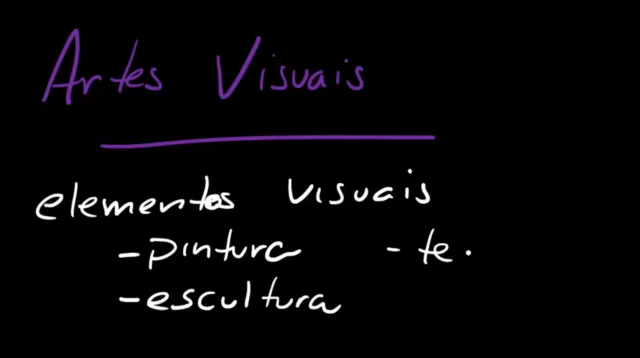 Artes Visuais
elementos visuais
- pintura - te.
- escultura